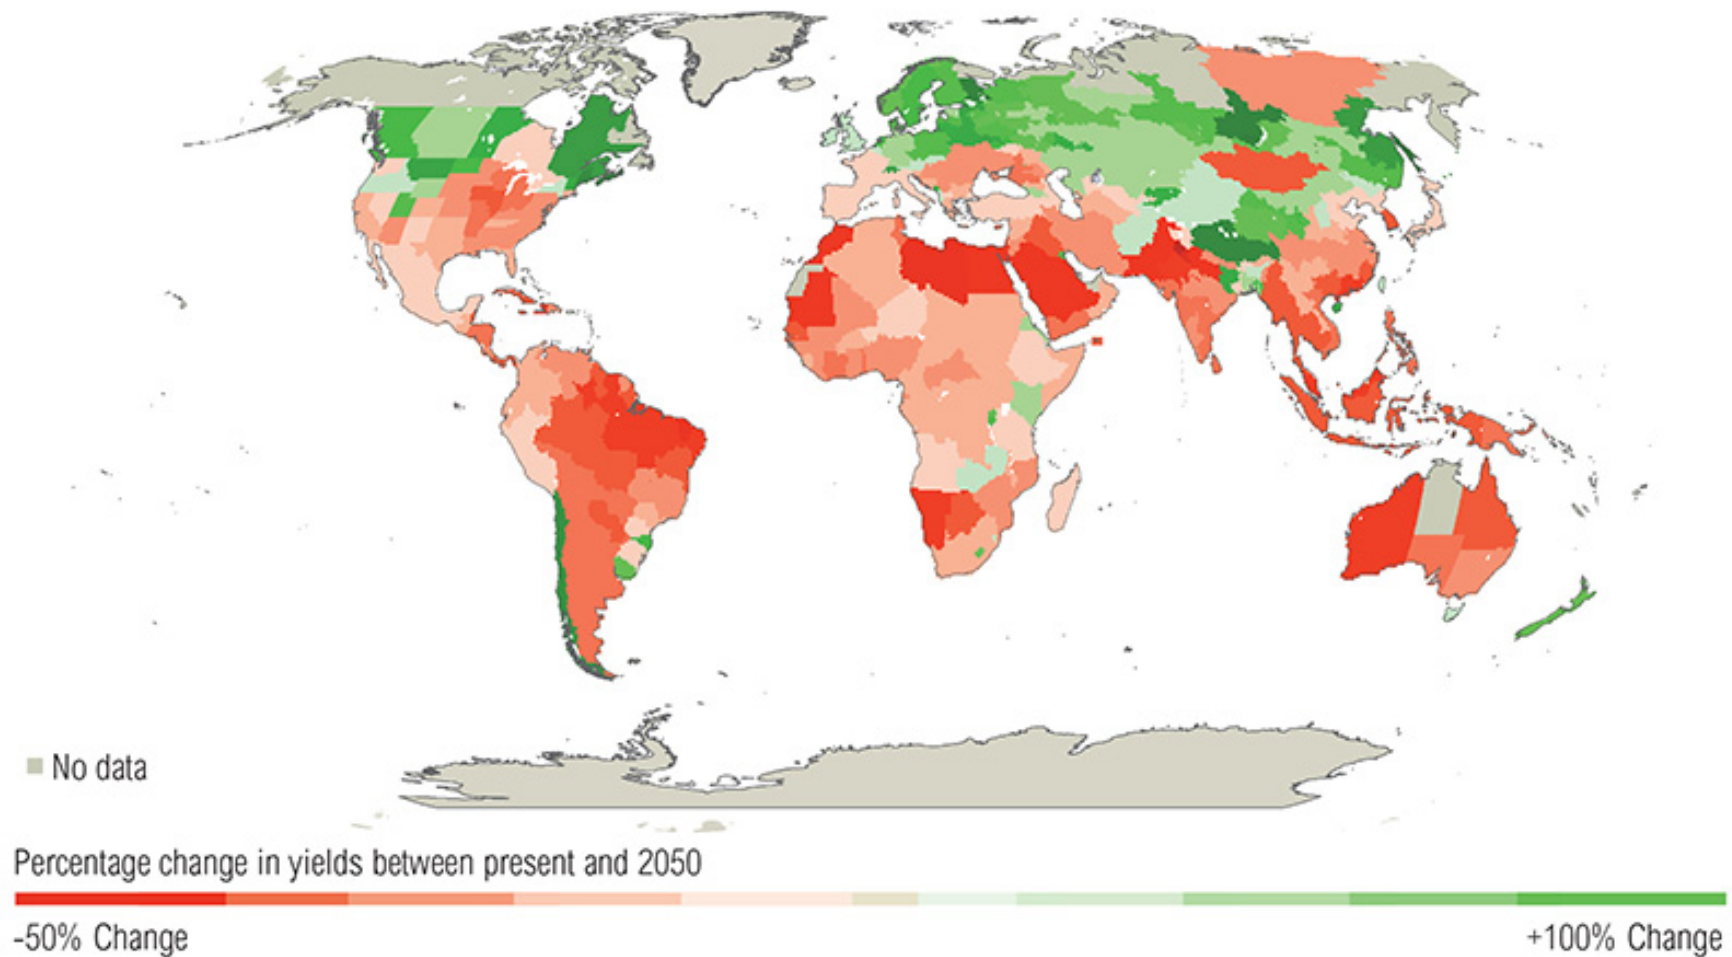 No data
Percentage change in yields between present and 2050
-50% Change
+100% Change